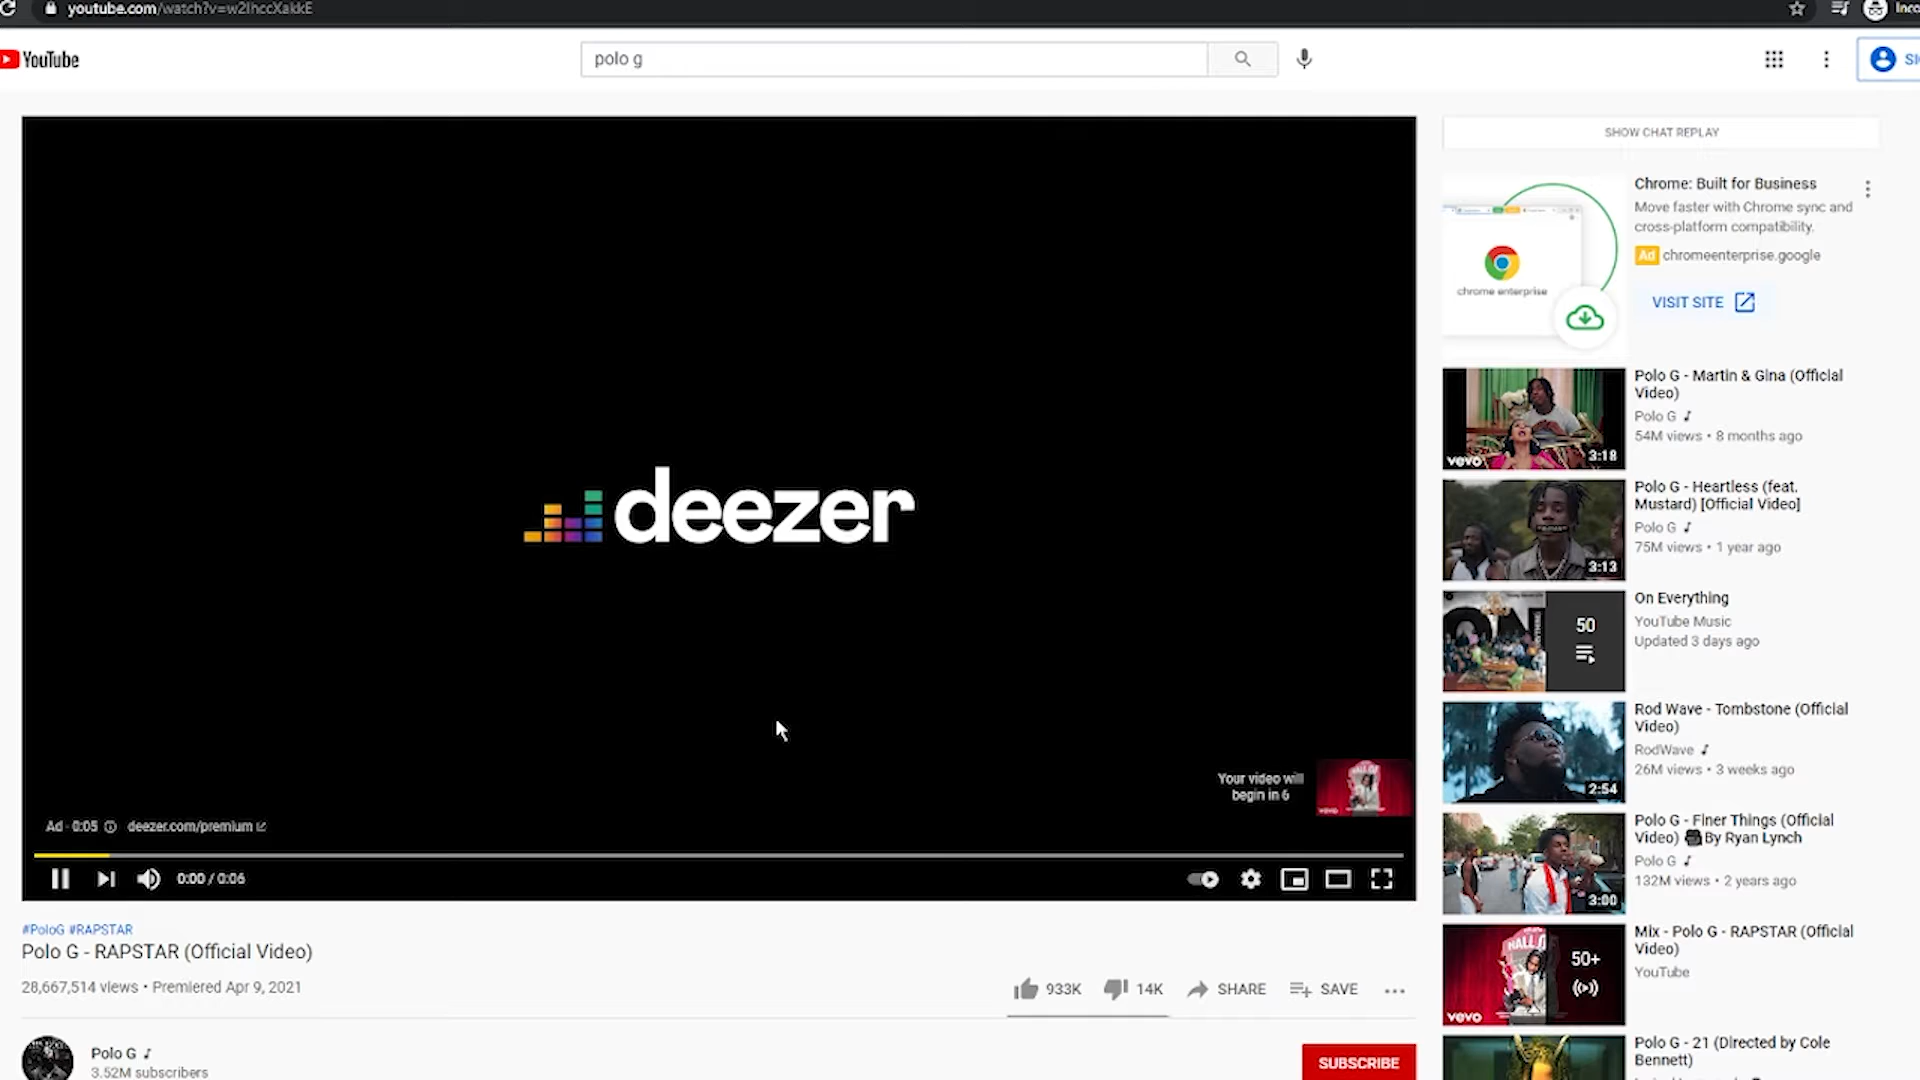 youtube.com/watch?v=w2IhccXakkE
YouTube
polo g
deezer
Your video will
begin in 6
Ad · 0:05
deezer.com/premium
0:00 / 0:06
#PoloG #RAPSTAR
Polo G - RAPSTAR (Official Video)
28,667,514 views • Premiered Apr 9, 2021
933K
14K
SHARE
SAVE
Polo G
3.52M subscribers
SUBSCRIBE
SHOW CHAT REPLAY
chrome enterprise
Chrome: Built for Business
Move faster with Chrome sync and
cross-platform compatibility.
Ad chromeenterprise.google
VISIT SITE
vevo
3:18
Polo G - Martin & Gina (Official
Video)
Polo G
54M views • 8 months ago
3:13
Polo G - Heartless (feat.
Mustard) [Official Video]
Polo G
75M views • 1 year ago
50
On Everything
YouTube Music
Updated 3 days ago
2:54
Rod Wave - Tombstone (Official
Video)
RodWave
26M views • 3 weeks ago
3:00
Polo G - Finer Things (Official
Video) By Ryan Lynch
Polo G
132M views • 2 years ago
HALL OF
50+
vevo
Mix - Polo G - RAPSTAR (Official
Video)
YouTube
Polo G - 21 (Directed by Cole
Bennett)